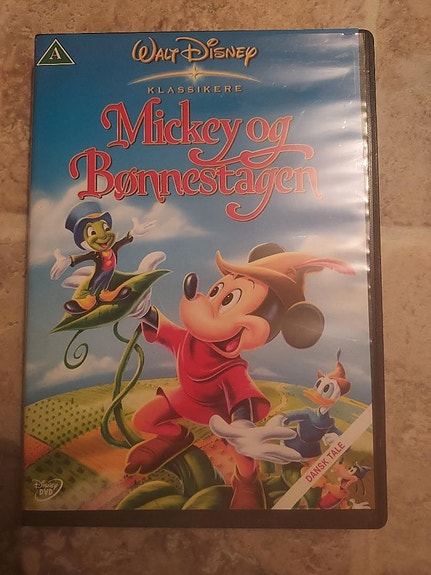 A
WALT DISNEY
KLASSIKERE
Mickey og
Bønnestagen
DANSK TALE
Disney
DVD